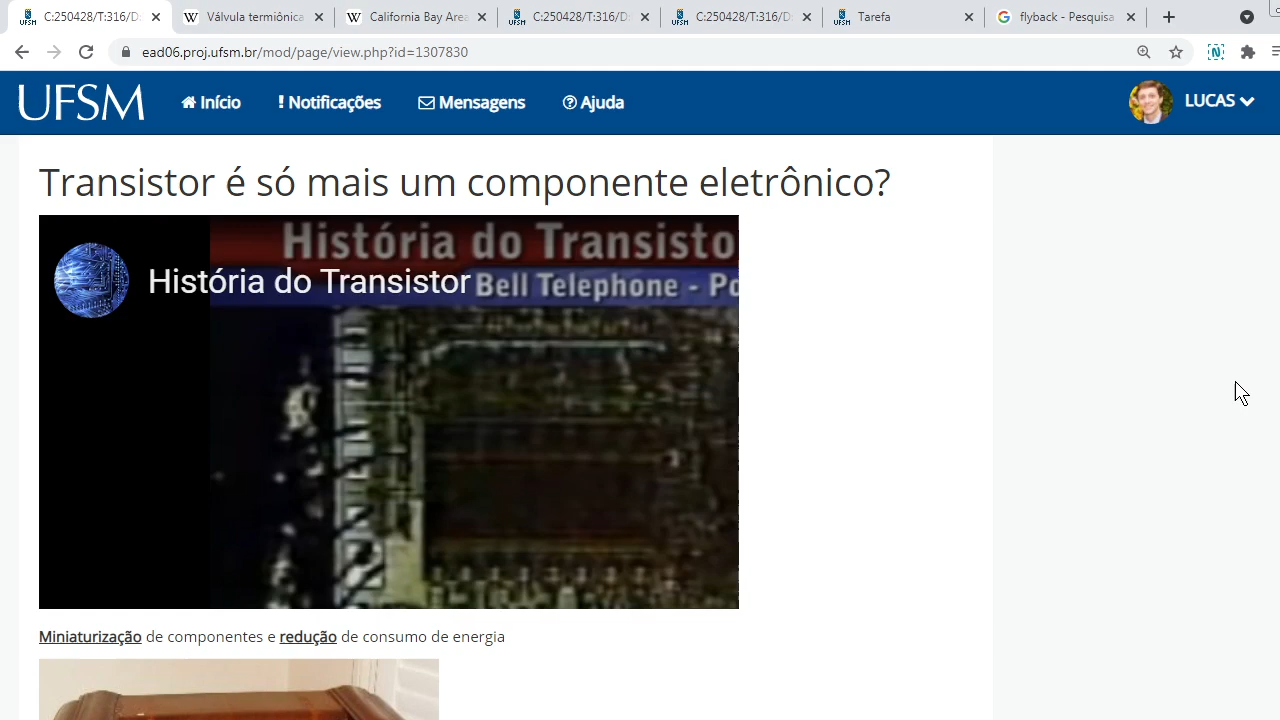 C:250428/T:316/D:
Válvula termiônica
California Bay Area
C:250428/T:316/D:
C:250428/T:316/D:
Tarefa
flyback - Pesquisa
ead06.proj.ufsm.br/mod/page/view.php?id=1307830
UFSM
Início
Notificações
Mensagens
Ajuda
LUCAS
Transistor é só mais um componente eletrônico?
História do Transisto
História do Transistor
Bell Telephone - Po
Miniaturização de componentes e redução de consumo de energia